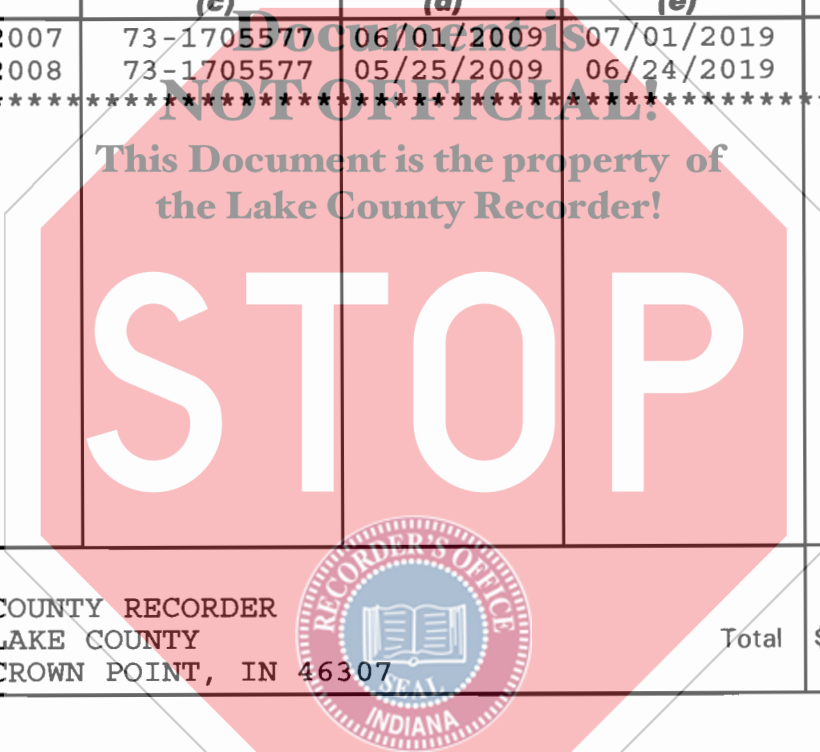 (c) (d) (e)
2007 73-1705577 06/01/2009 07/01/2019
2008 73-1705577 05/25/2009 06/24/2019
****************************************************
Document is
NOT OFFICIAL!
This Document is the property of
the Lake County Recorder!
STOP
COUNTY RECORDER
LAKE COUNTY
CROWN POINT, IN 46307
Total $
RECORDER'S OFFICE
SEAL
INDIANA